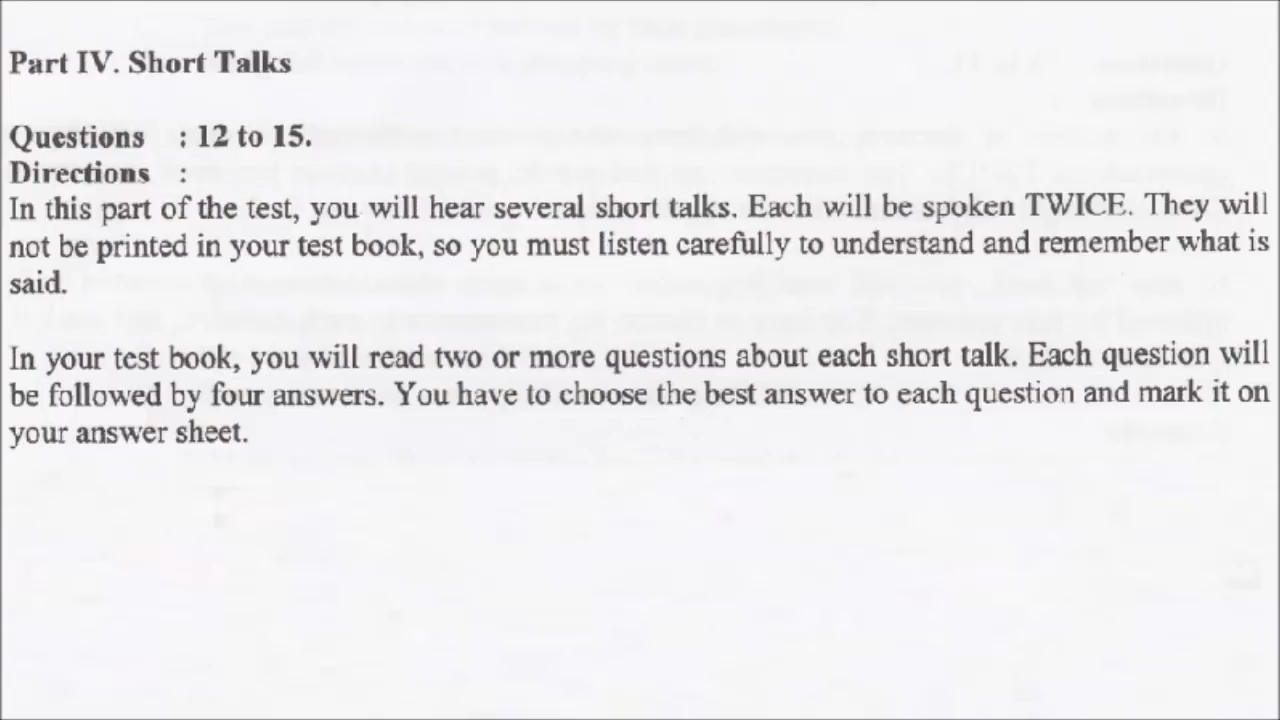 Part IV. Short Talks
Questions : 12 to 15.
Directions :
In this part of the test, you will hear several short talks. Each will be spoken TWICE. They will
not be printed in your test book, so you must listen carefully to understand and remember what is
said.
In your test book, you will read two or more questions about each short talk. Each question will
be followed by four answers. You have to choose the best answer to each question and mark it on
your answer sheet.